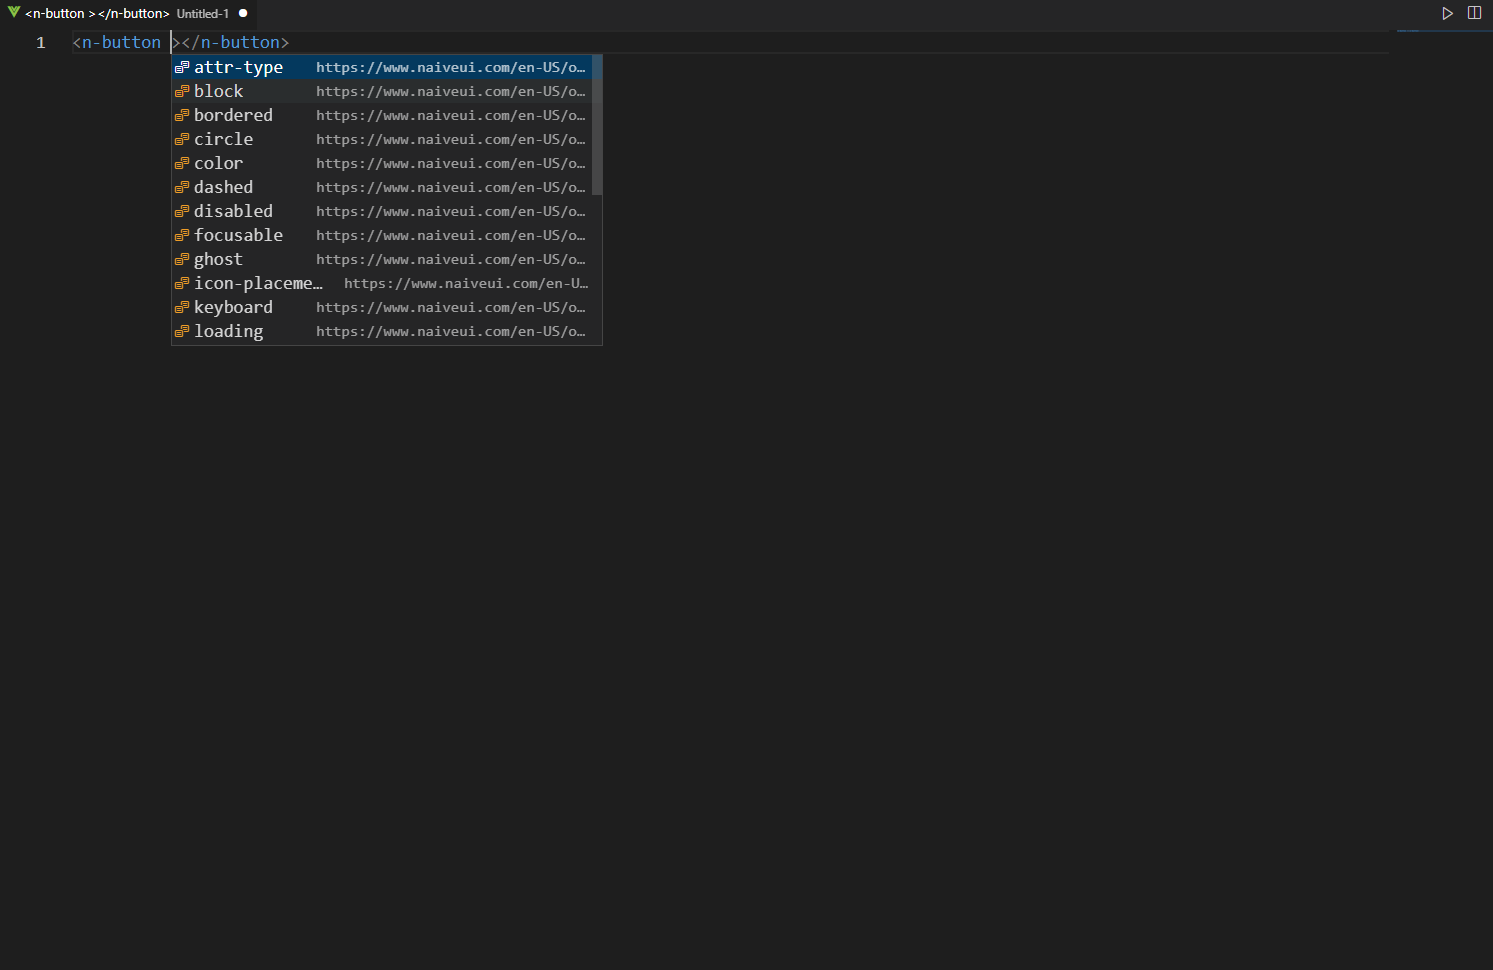 <n-button ></n-button> Untitled-1
1 <n-button ></n-button>
attr-type https://www.naiveui.com/en-US/o…
block https://www.naiveui.com/en-US/o…
bordered https://www.naiveui.com/en-US/o…
circle https://www.naiveui.com/en-US/o…
color https://www.naiveui.com/en-US/o…
dashed https://www.naiveui.com/en-US/o…
disabled https://www.naiveui.com/en-US/o…
focusable https://www.naiveui.com/en-US/o…
ghost https://www.naiveui.com/en-US/o…
icon-placeme… https://www.naiveui.com/en-U…
keyboard https://www.naiveui.com/en-US/o…
loading https://www.naiveui.com/en-US/o…